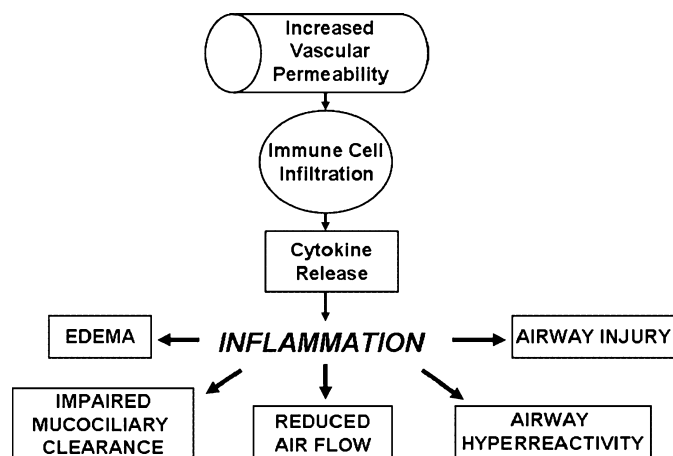 Increased
Vascular
Permeability
Immune Cell
Infiltration
Cytokine
Release
EDEMA
INFLAMMATION
AIRWAY INJURY
IMPAIRED
MUCOCILIARY
CLEARANCE
REDUCED
AIR FLOW
AIRWAY
HYPERREACTIVITY